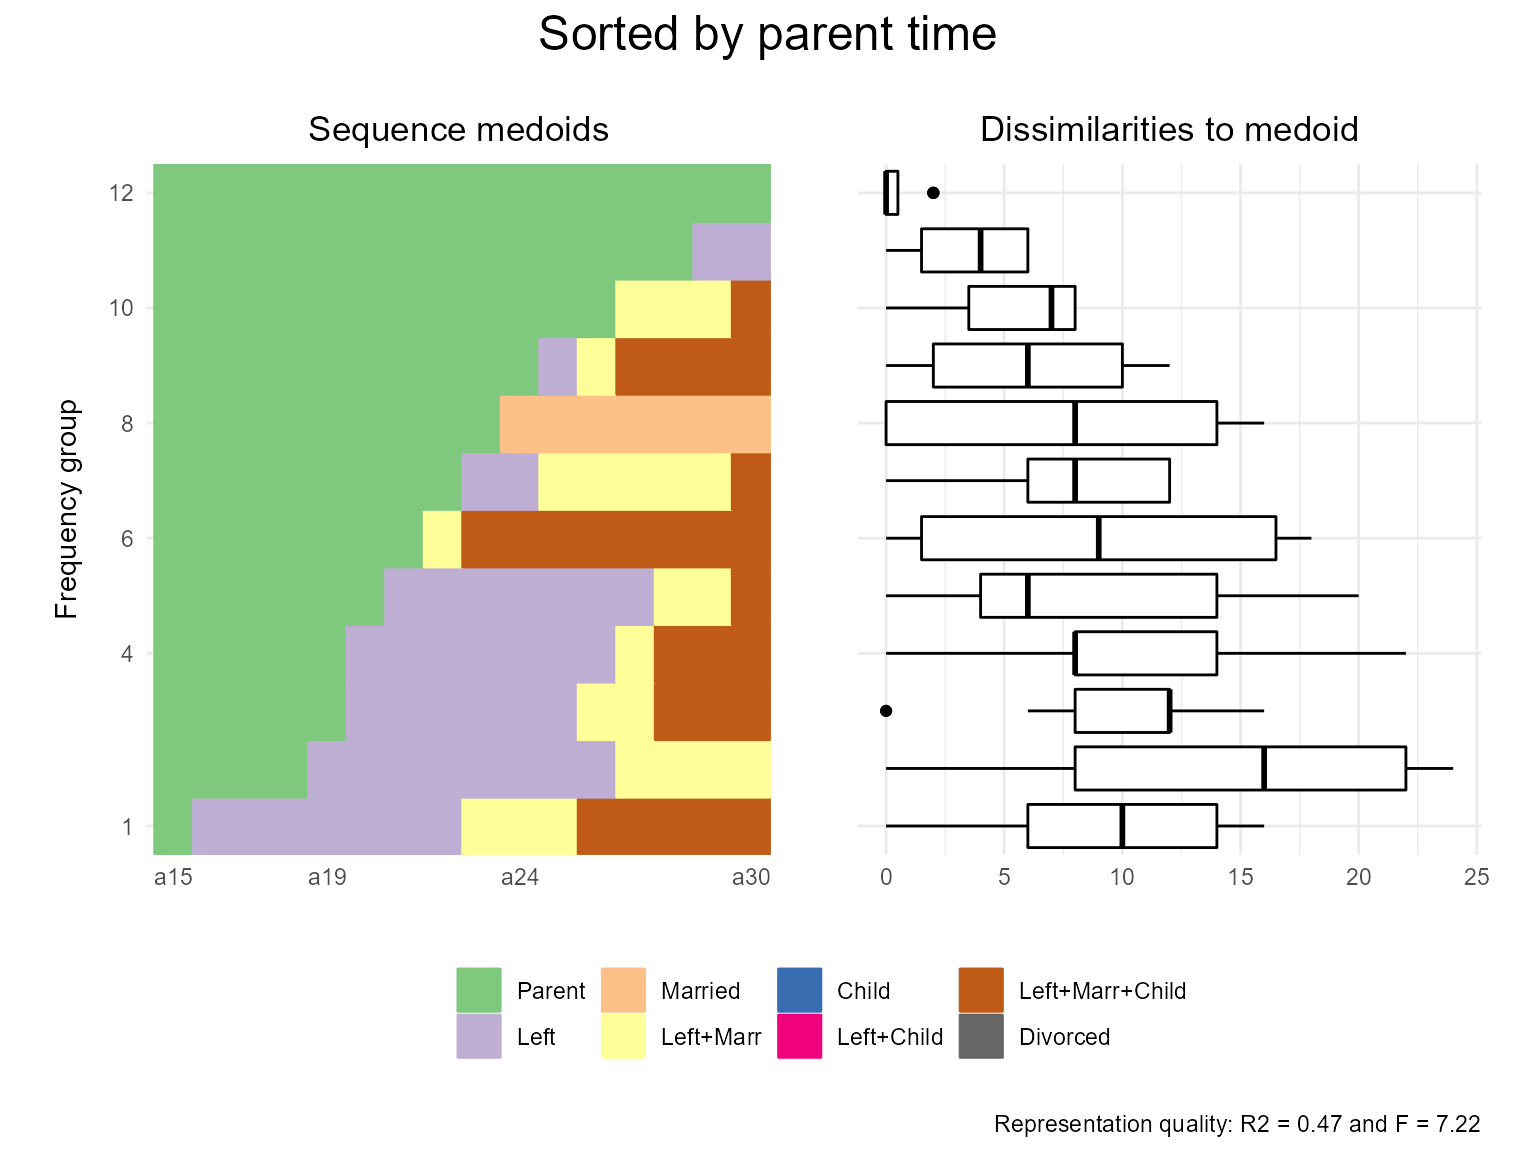 Sorted by parent time
Sequence medoids
Dissimilarities to medoid
Frequency group
12
10
8
6
4
1
a15 a19 a24 a30
0 5 10 15 20 25
Parent Married Child Left+Marr+Child
Left Left+Marr Left+Child Divorced
Representation quality: R2 = 0.47 and F = 7.22